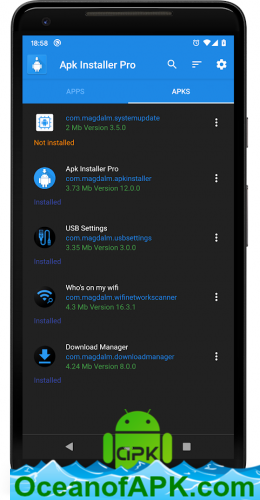 18:58
Apk Installer Pro
APPS
APKS
com.magdalm.systemupdate
2 Mb Version 3.5.0
Not installed
Apk Installer Pro
com.magdalm.apkinstaller
3.73 Mb Version 12.0.0
Installed
USB Settings
com.magdalm.usbsettings
3.35 Mb Version 3.0.0
Installed
Who's on my wifi
com.magdalm.wifinetworkscanner
4.3 Mb Version 16.3.1
Installed
Download Manager
com.magdalm.downloadmanager
4.24 Mb Version 8.0.0
Installed
APK
OceanofAPK.com